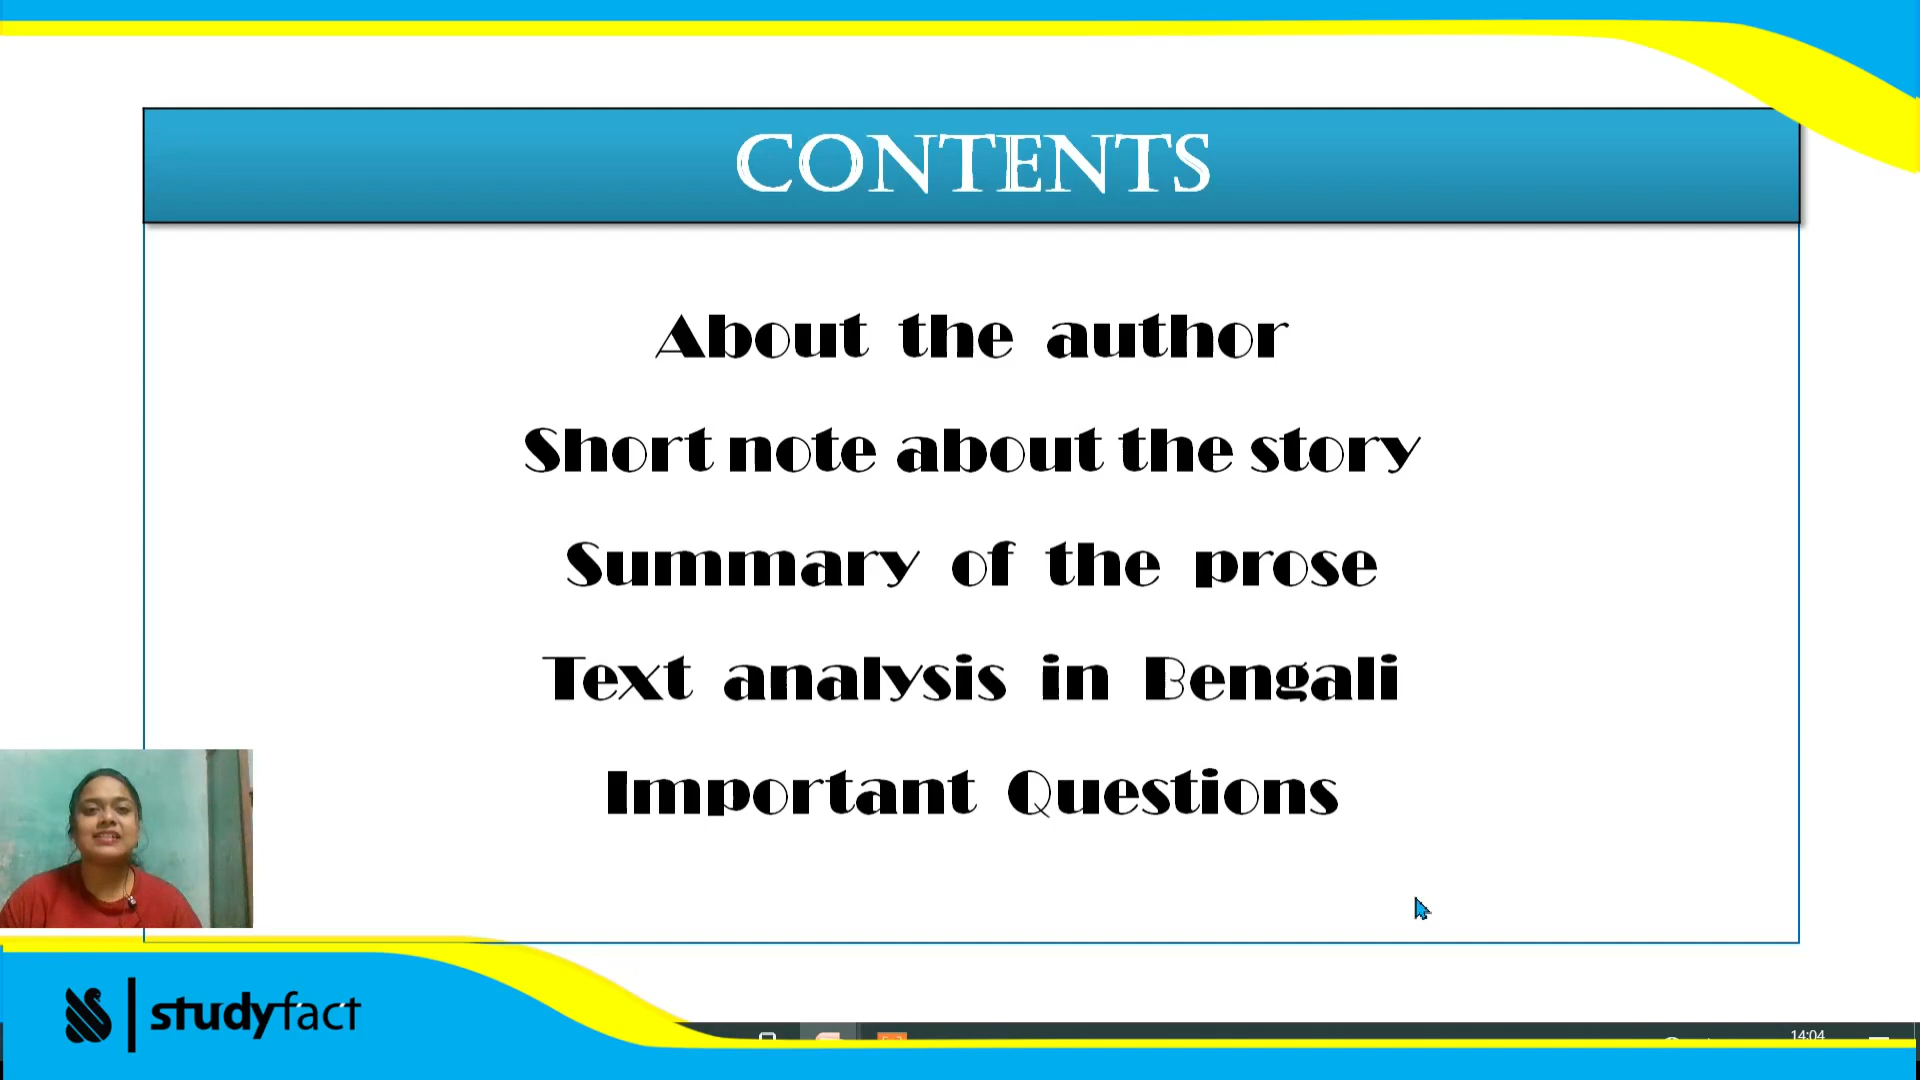 CONTENTS
About the author
Short note about the story
Summary of the prose
Text analysis in Bengali
Important Questions
studyfact
14:04